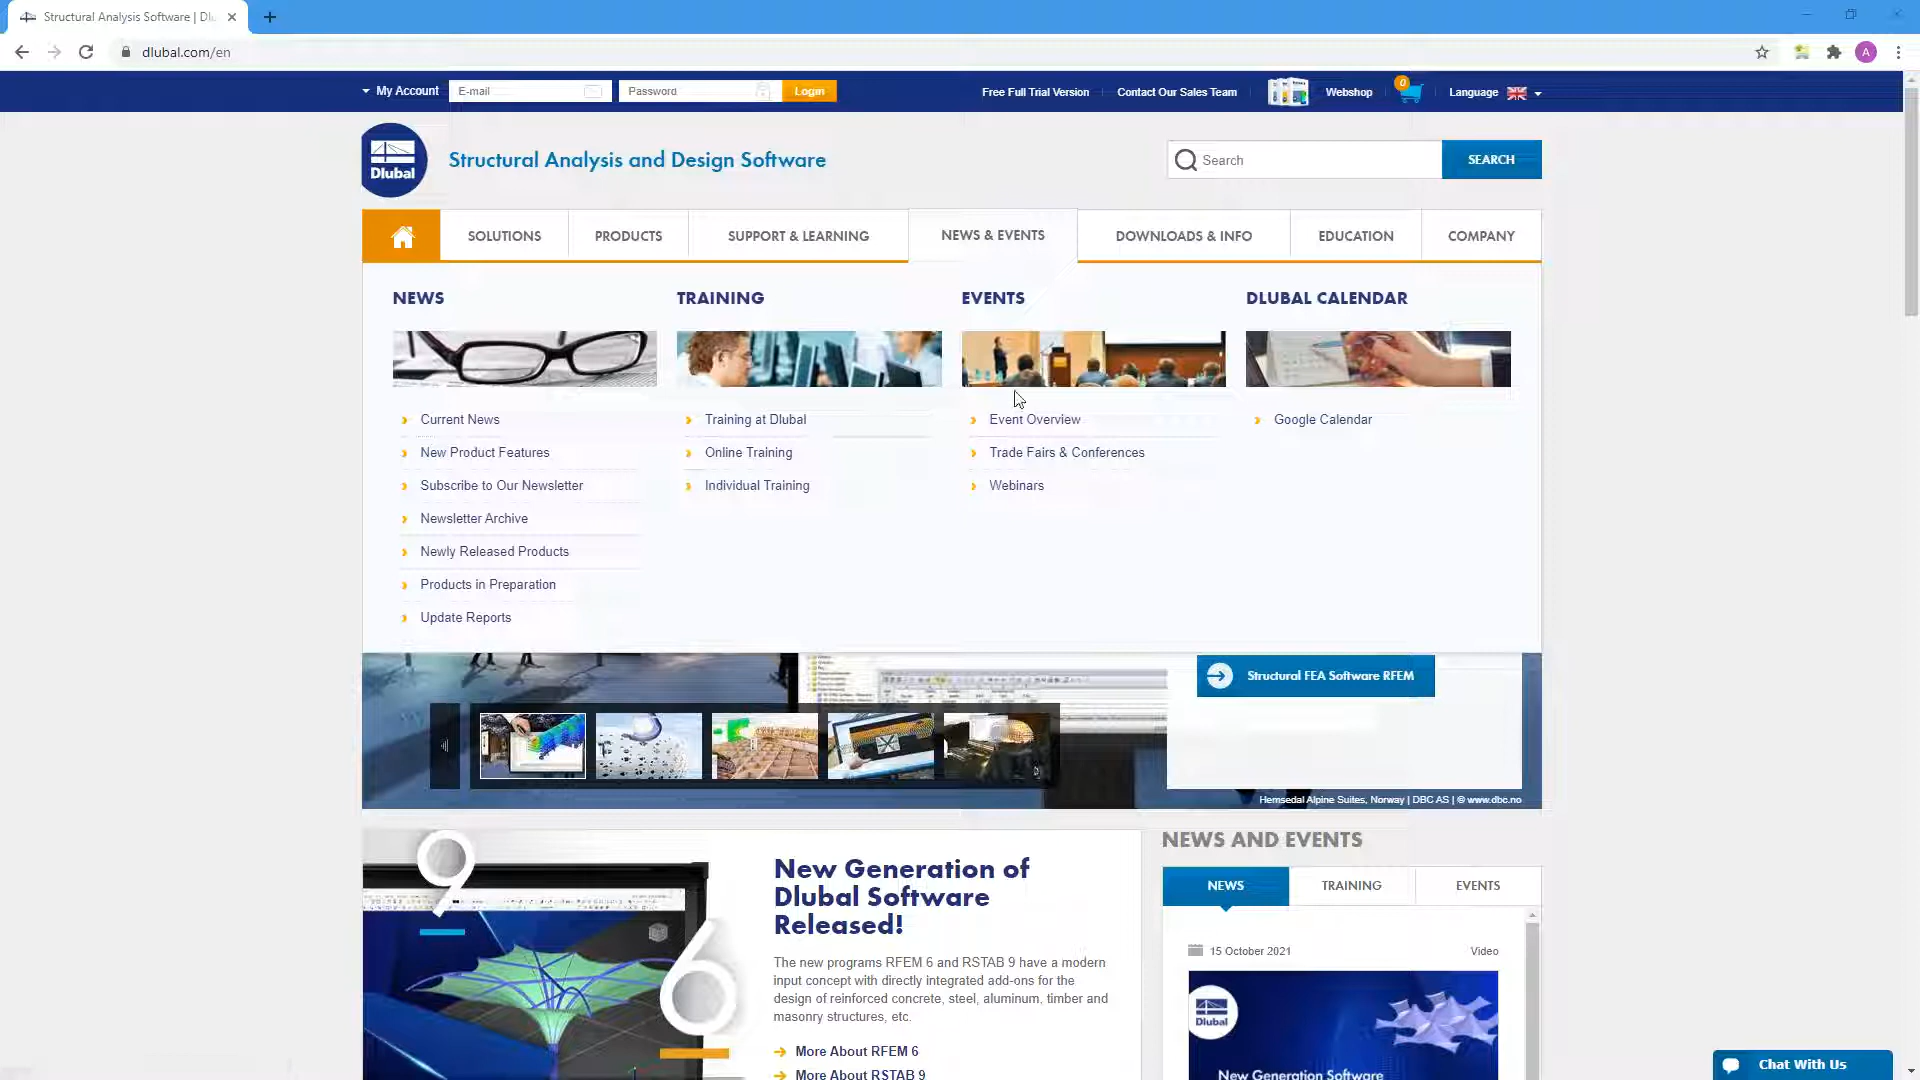 Structural Analysis Software | Dl
dlubal.com/en
A
My Account
E-mail
Password
Login
Free Full Trial Version
Contact Our Sales Team
Webshop
0
Language
Dlubal
Structural Analysis and Design Software
Search
SEARCH
SOLUTIONS
PRODUCTS
SUPPORT & LEARNING
NEWS & EVENTS
DOWNLOADS & INFO
EDUCATION
COMPANY
NEWS
TRAINING
EVENTS
DLUBAL CALENDAR
Current News
New Product Features
Subscribe to Our Newsletter
Newsletter Archive
Newly Released Products
Products in Preparation
Update Reports
Training at Dlubal
Online Training
Individual Training
Event Overview
Trade Fairs & Conferences
Webinars
Google Calendar
Structural FEA Software RFEM
Hemsedal Alpine Suites, Norway | DBC AS | © www.dbc.no
9
6
New Generation of
Dlubal Software
Released!
The new programs RFEM 6 and RSTAB 9 have a modern
input concept with directly integrated add-ons for the
design of reinforced concrete, steel, aluminum, timber and
masonry structures, etc.
More About RFEM 6
More About RSTAB 9
NEWS AND EVENTS
NEWS
TRAINING
EVENTS
15 October 2021
Video
Dlubal
New Generation Software
Chat With Us